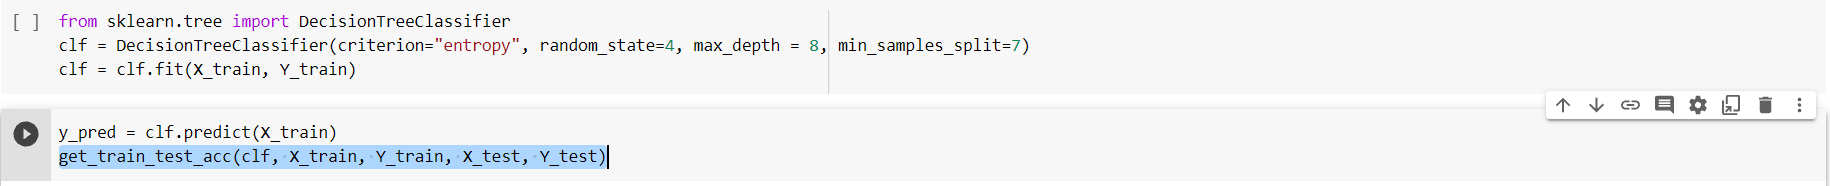 [ ] from sklearn.tree import DecisionTreeClassifier
clf = DecisionTreeClassifier(criterion="entropy", random_state=4, max_depth = 8, min_samples_split=7)
clf = clf.fit(X_train, Y_train)
y_pred = clf.predict(X_train)
get_train_test_acc(clf, X_train, Y_train, X_test, Y_test)